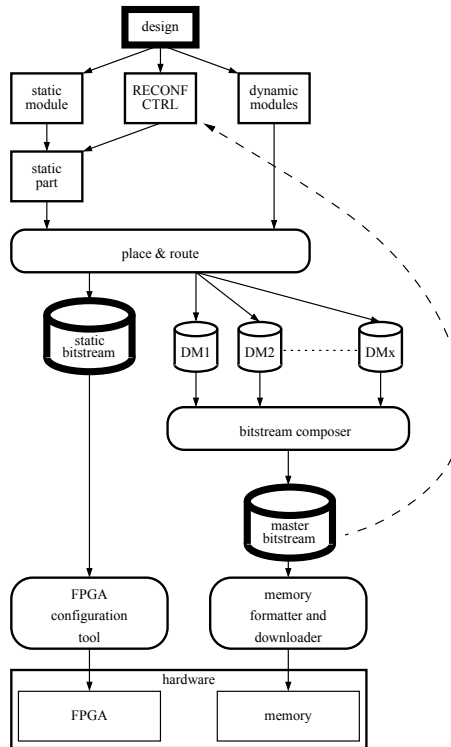 design
static
module
RECONF
CTRL
dynamic
modules
static
part
place & route
static
bitstream
DM1
DM2
DMx
bitstream composer
master
bitstream
FPGA
configuration
tool
memory
formatter and
downloader
hardware
FPGA
memory